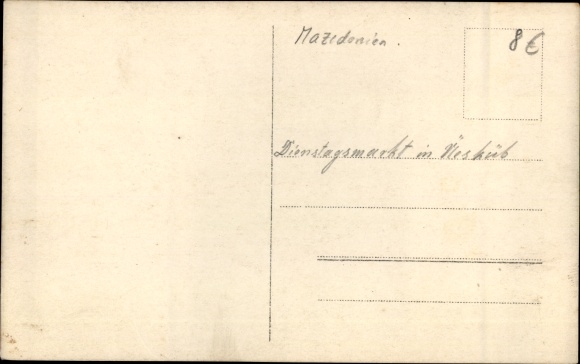 Mazedonien.
8€
Dienstagsmarkt in Üesküb